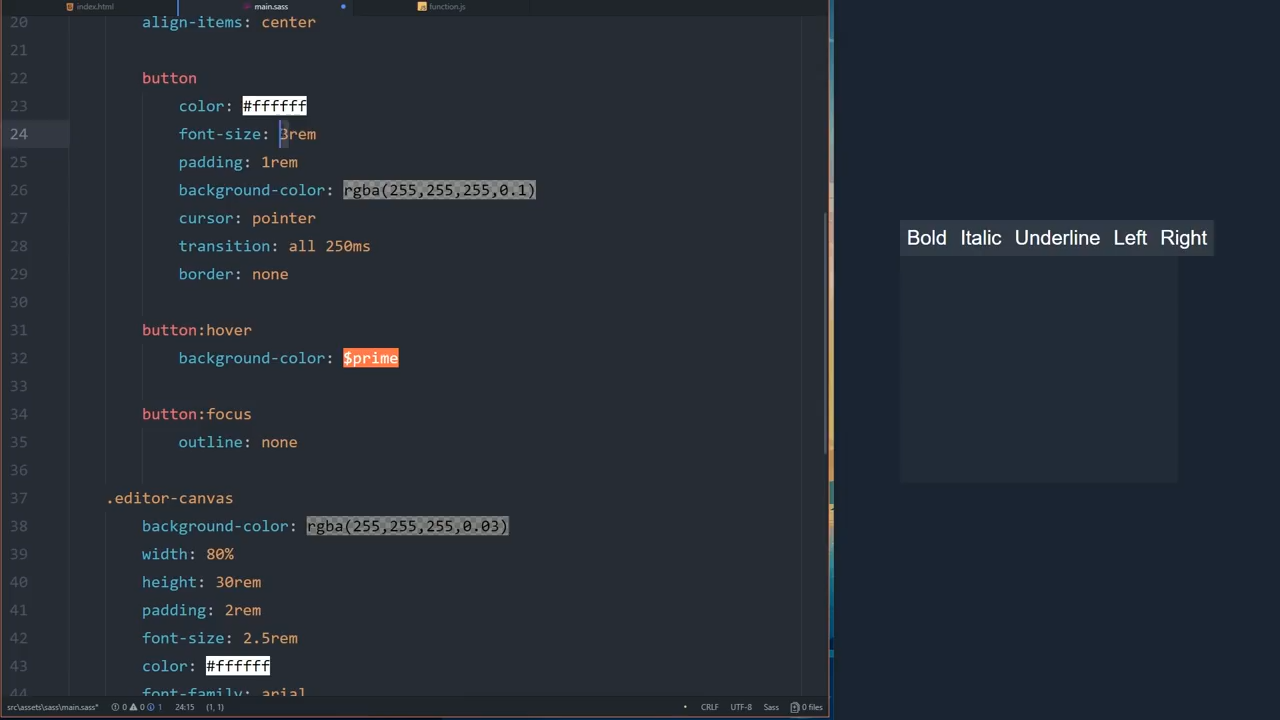 index.html main.sass function.js
20 align-items: center
21
22 button
23 color: #ffffff
24 font-size: 3rem
25 padding: 1rem
26 background-color: rgba(255,255,255,0.1)
27 cursor: pointer
28 transition: all 250ms
29 border: none
30
31 button:hover
32 background-color: $prime
33
34 button:focus
35 outline: none
36
37 .editor-canvas
38 background-color: rgba(255,255,255,0.03)
39 width: 80%
40 height: 30rem
41 padding: 2rem
42 font-size: 2.5rem
43 color: #ffffff
44 font-family: arial
src\assets\sass\main.sass* 0 0 1 24:15 (1, 1) CRLF UTF-8 Sass 0 files
Bold Italic Underline Left Right